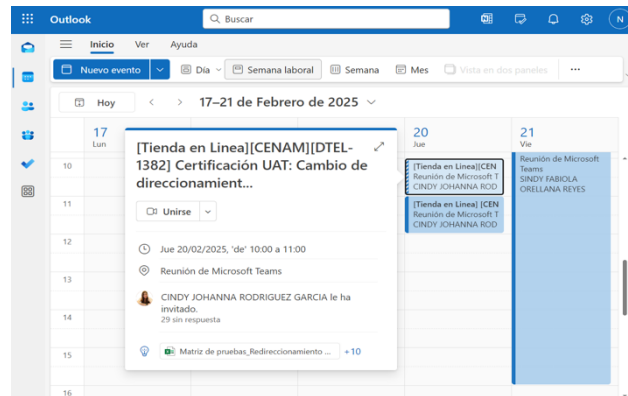 Outlook
Buscar
N
Inicio Ver Ayuda
Nuevo evento Día Semana laboral Semana Mes Vista en dos paneles ...
Hoy < > 17–21 de Febrero de 2025
17
Lun
20
Jue
21
Vie
10
11
12
13
14
15
16
[Tienda en Linea][CENAM][DTEL-
1382] Certificación UAT: Cambio de
direccionamient...
Unirse
Jue 20/02/2025, 'de' 10:00 a 11:00
Reunión de Microsoft Teams
CINDY JOHANNA RODRIGUEZ GARCIA le ha
invitado.
29 sin respuesta
Matriz de pruebas_Redireccionamiento ... +10
[Tienda en Linea][CEN
Reunión de Microsoft T
CINDY JOHANNA ROD
[Tienda en Linea] [CEN
Reunión de Microsoft T
CINDY JOHANNA ROD
Reunión de Microsoft
Teams
SINDY FABIOLA
ORELLANA REYES